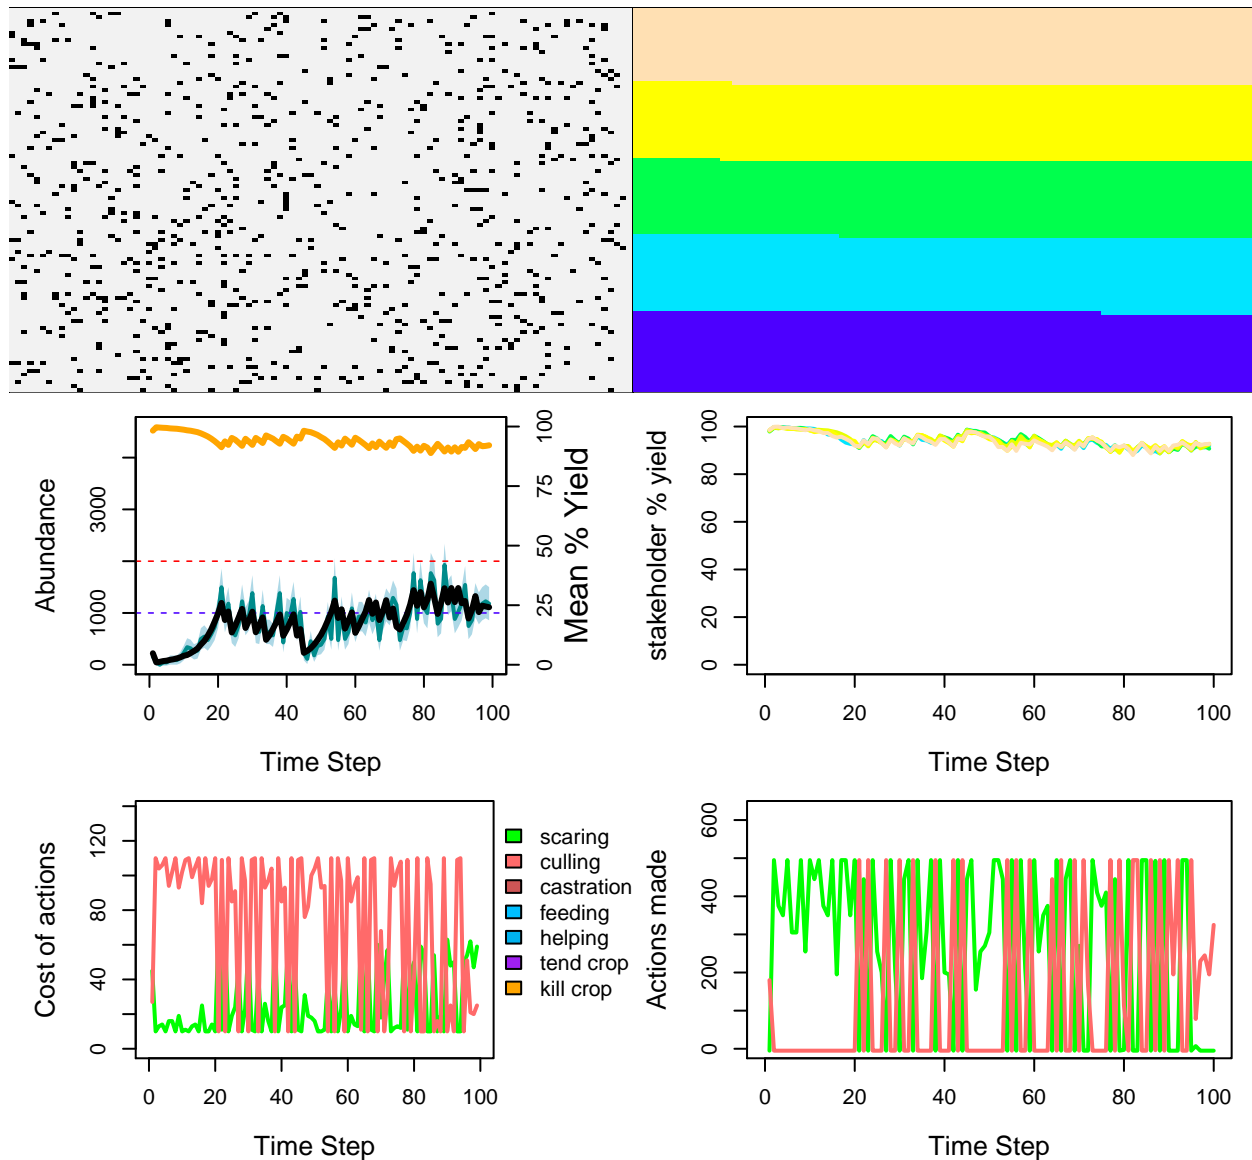 Abundance
0
1000
3000
0
25
50
75
100
Mean % Yield
0
20
40
60
80
100
Time Step
stakeholder % yield
0
20
40
60
80
100
0
20
40
60
80
100
Time Step
Cost of actions
0
40
80
120
0
20
40
60
80
100
Time Step
scaring
culling
castration
feeding
helping
tend crop
kill crop
Actions made
0
200
400
600
0
20
40
60
80
100
Time Step